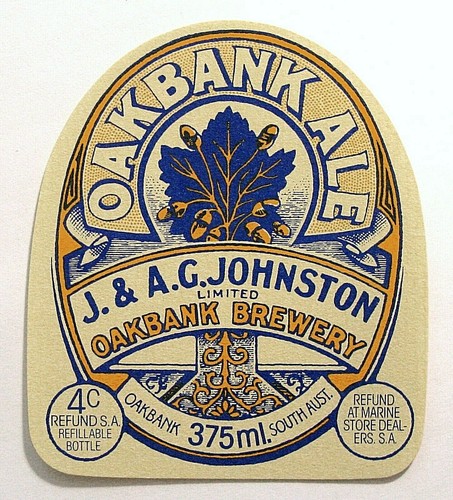 OAKBANK ALE
J. & A.G. JOHNSTON
LIMITED
OAKBANK BREWERY
4C
REFUND S.A.
REFILLABLE
BOTTLE
OAKBANK 375ml. SOUTH AUST.
REFUND
AT MARINE
STORE DEAL-
ERS. S.A.